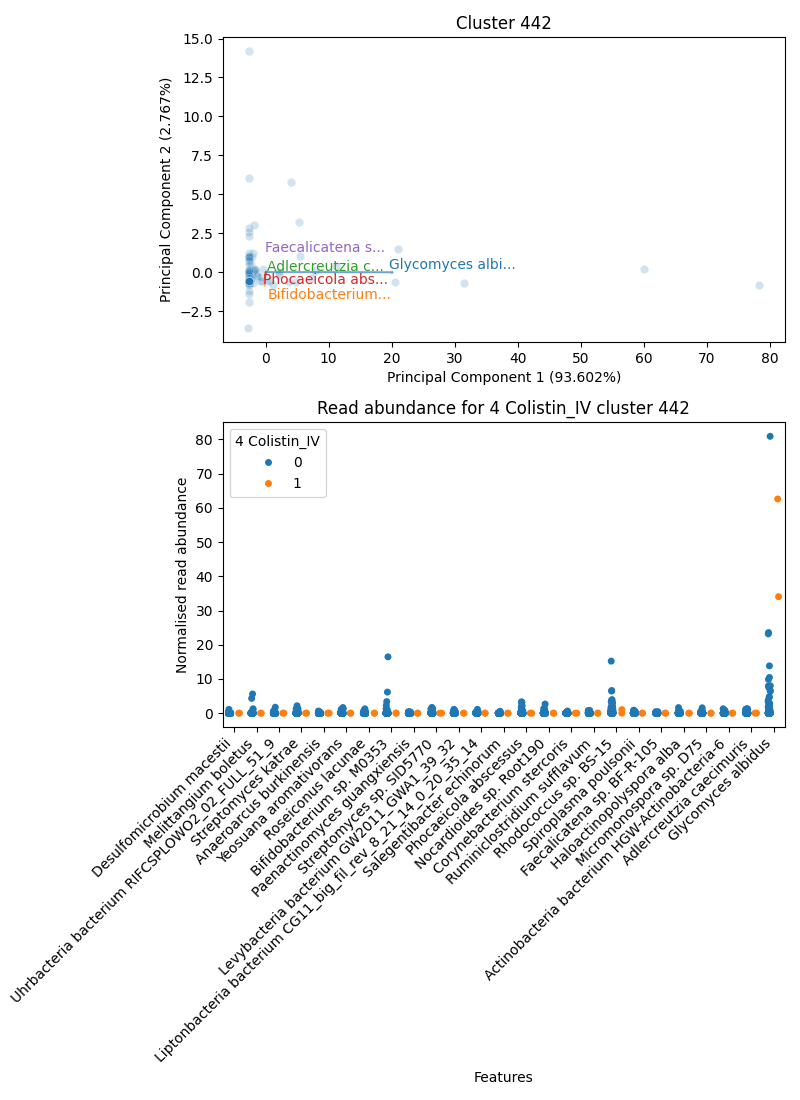 Cluster 442
15.0
12.5
10.0
7.5
5.0
2.5
0.0
−2.5
Principal Component 2 (2.767%)
Faecalicatena s...
Adlercreutzia c...
Glycomyces albi...
Phocaeicola abs...
Bifidobacterium...
0 10 20 30 40 50 60 70 80
Principal Component 1 (93.602%)
Read abundance for 4 Colistin_IV cluster 442
4 Colistin_IV
0
1
80
70
60
50
40
30
20
10
0
Normalised read abundance
Desulfomicrobium macestii
Melittangium boletus
Uhrbacteria bacterium RIFCSPLOWO2_02_FULL_51_9
Streptomyces katrae
Anaeroarcus burkinensis
Yeosuana aromativorans
Roseiconus lacunae
Bifidobacterium sp. M0353
Paenactinomyces guangxiensis
Streptomyces sp. SID5770
Levybacteria bacterium GW2011_GWA1_39_32
Liptonbacteria bacterium CG11_big_fil_rev_8_21_14_0_20_35_14
Salegentibacter echinorum
Phocaeicola abscessus
Nocardioides sp. Root190
Corynebacterium stercoris
Ruminiclostridium sufflavum
Rhodococcus sp. BS-15
Spiroplasma poulsonii
Faecalicatena sp. BF-R-105
Haloactinopolyspora alba
Micromonospora sp. D75
Actinobacteria bacterium HGW-Actinobacteria-6
Adlercreutzia caecimuris
Glycomyces albidus
Features